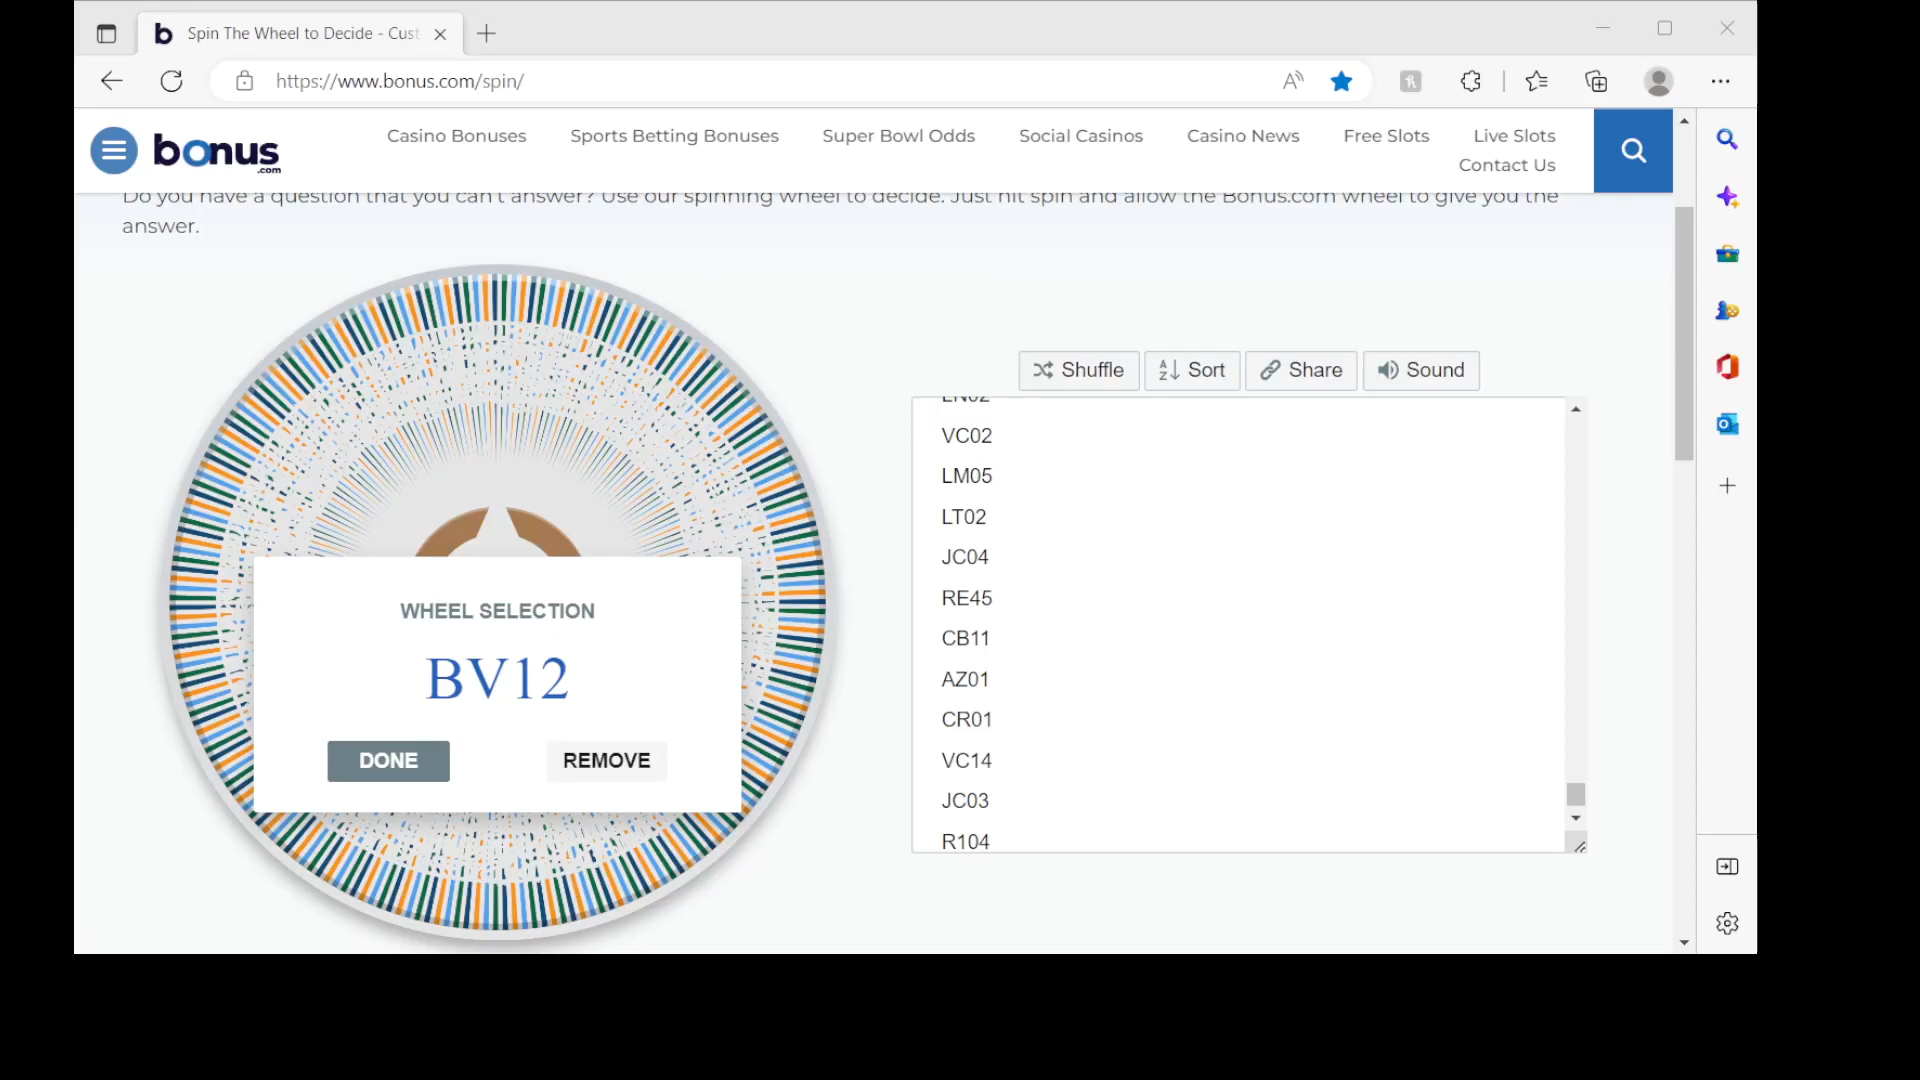 Spin The Wheel to Decide - Cust
https://www.bonus.com/spin/
bonus
.com
Casino Bonuses
Sports Betting Bonuses
Super Bowl Odds
Social Casinos
Casino News
Free Slots
Live Slots
Contact Us
Do you have a question that you can't answer? Use our spinning wheel to decide. Just hit spin and allow the Bonus.com wheel to give you the
answer.
Shuffle
Sort
Share
Sound
VC02
LM05
LT02
JC04
RE45
CB11
AZ01
CR01
VC14
JC03
R104
WHEEL SELECTION
BV12
DONE
REMOVE